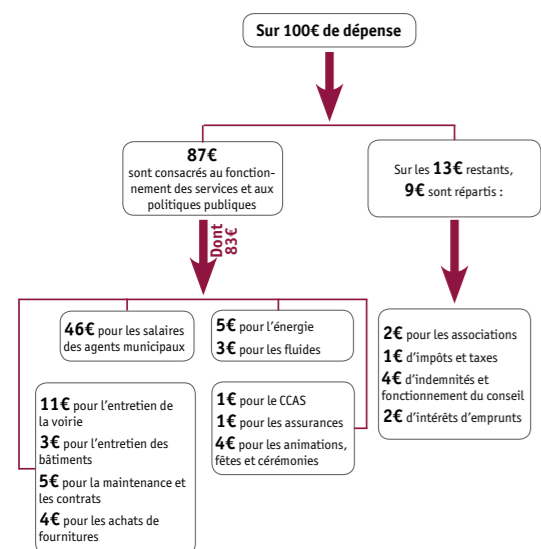 Sur 100€ de dépense
87€
sont consacrés au fonction-
nement des services et aux
politiques publiques
Sur les 13€ restants,
9€ sont répartis :
Dont
83€
46€ pour les salaires
des agents municipaux
5€ pour l'énergie
3€ pour les fluides
2€ pour les associations
1€ d'impôts et taxes
4€ d'indemnités et
fonctionnement du conseil
2€ d'intérêts d'emprunts
11€ pour l'entretien de
la voirie
3€ pour l'entretien des
bâtiments
5€ pour la maintenance et
les contrats
4€ pour les achats de
fournitures
1€ pour le CCAS
1€ pour les assurances
4€ pour les animations,
fêtes et cérémonies